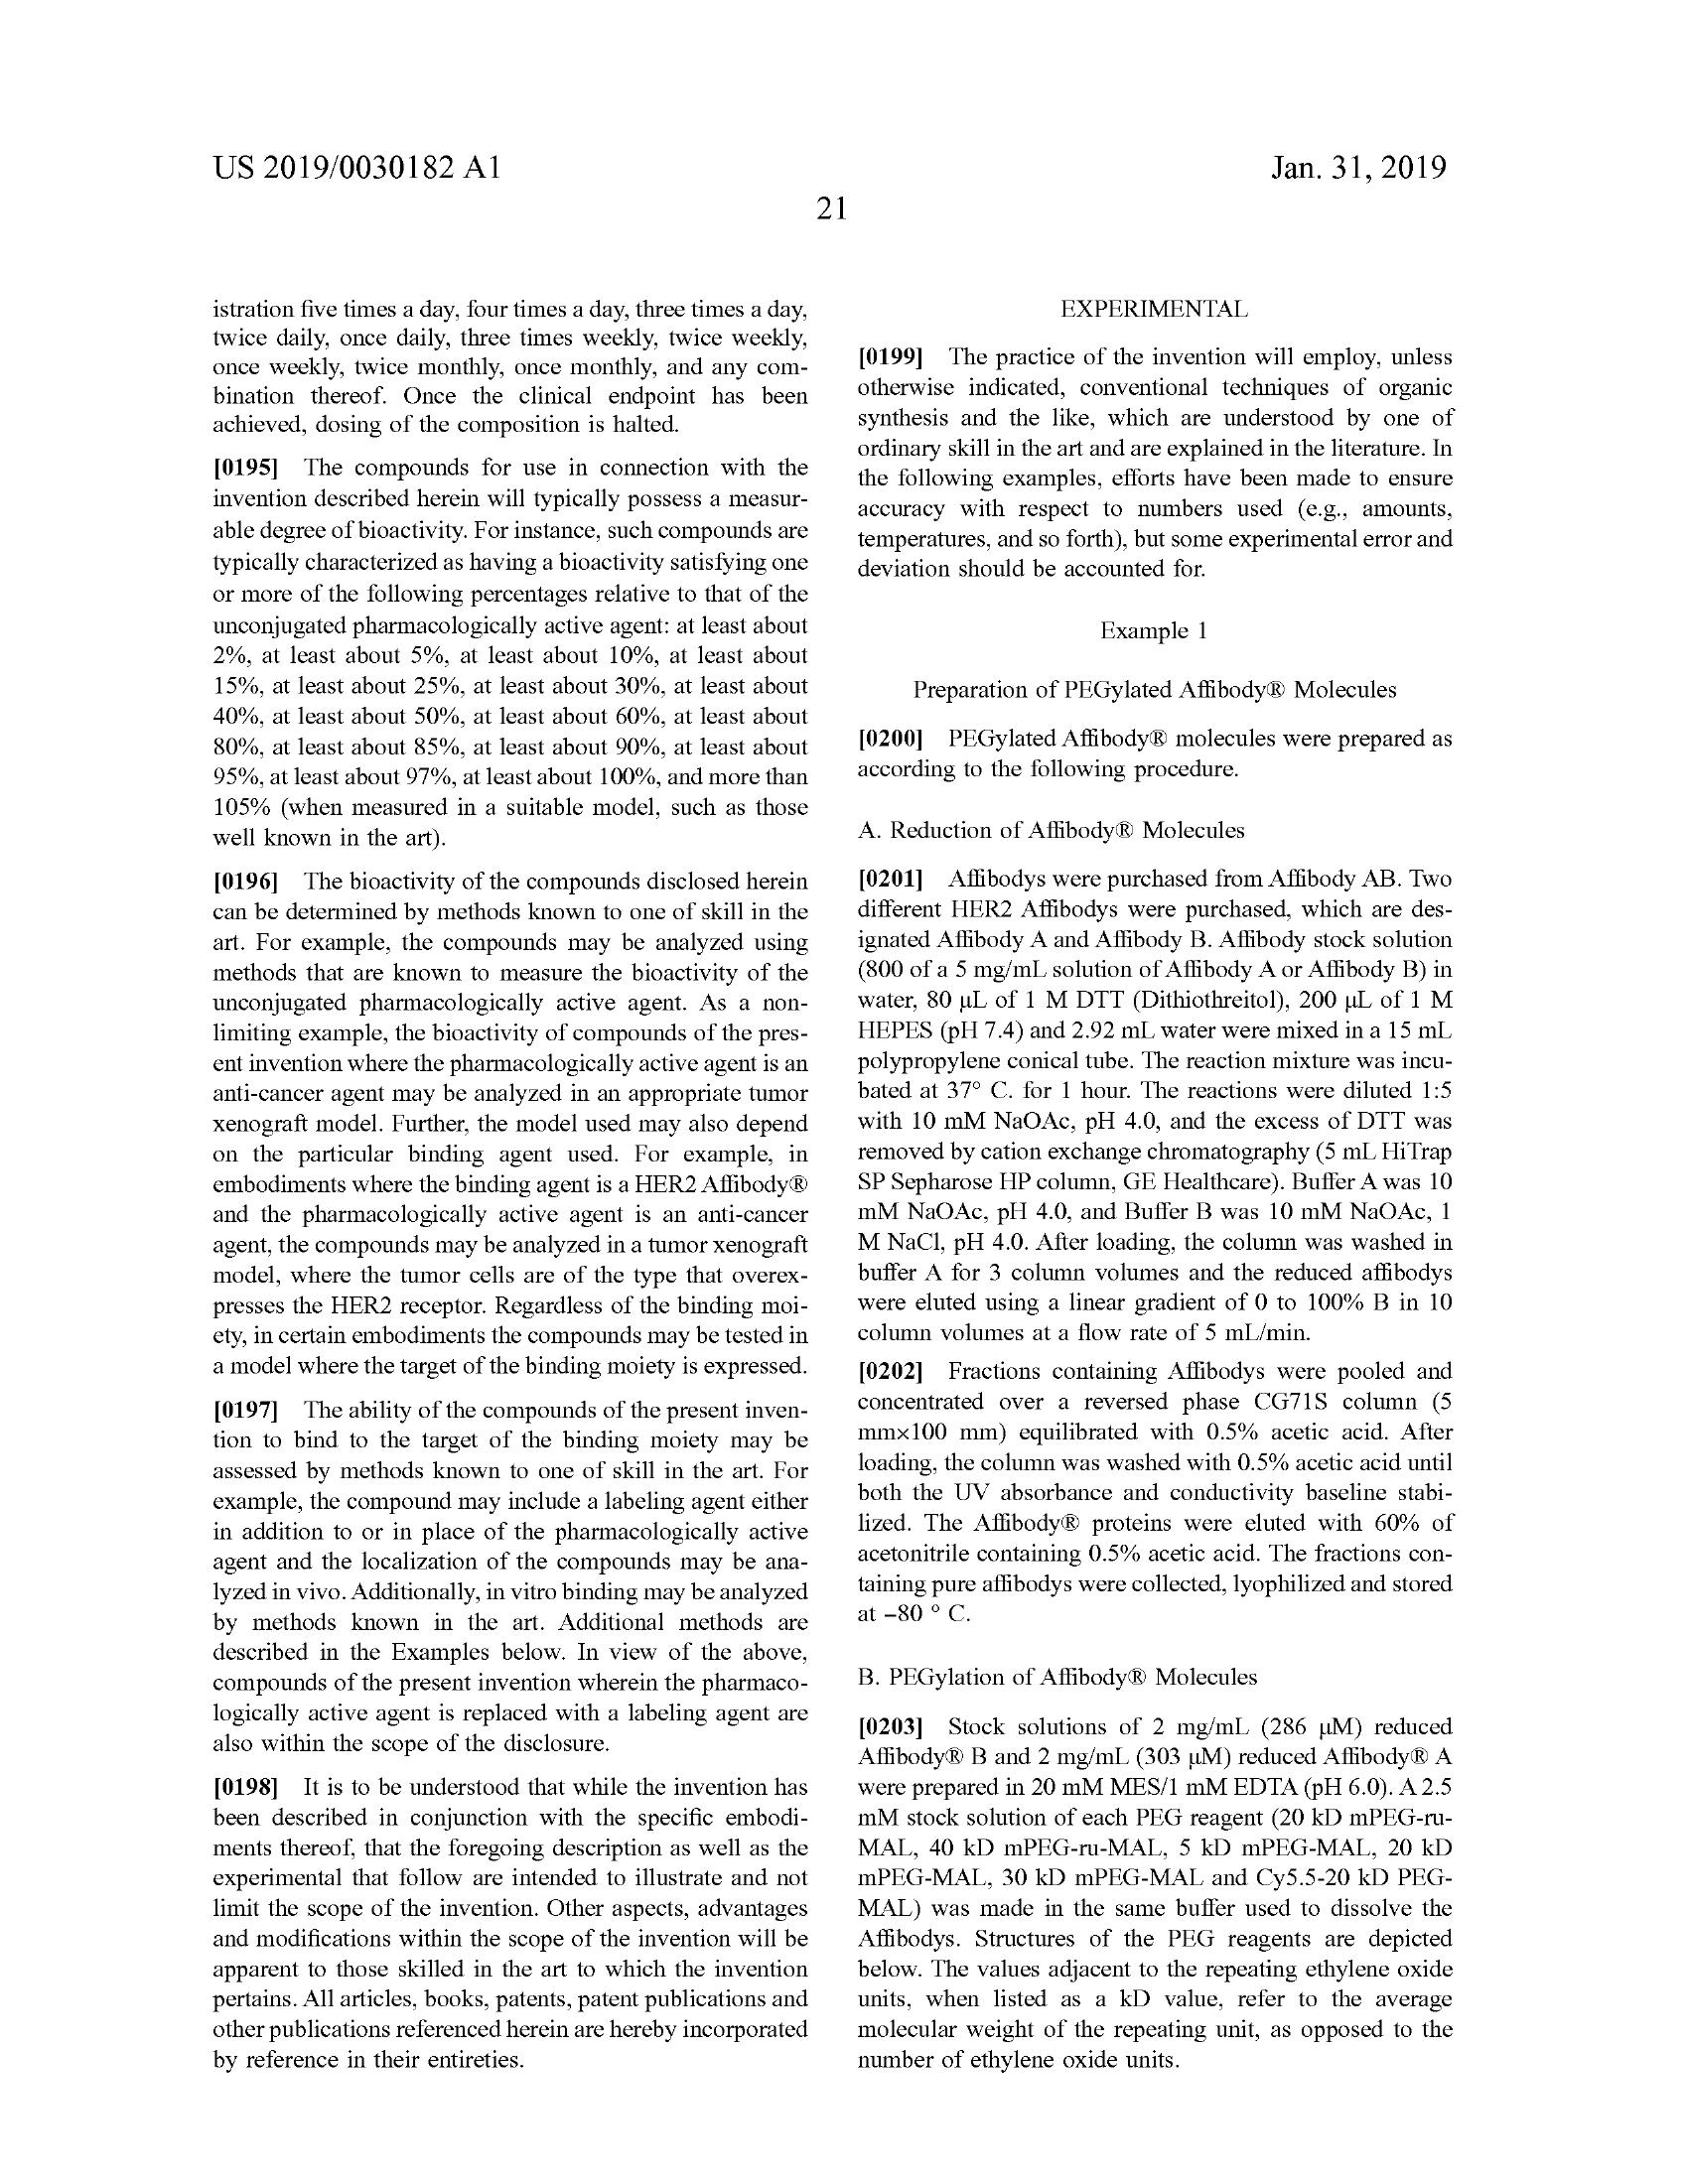 US 2019/0030182 A1
Jan. 31, 2019
21
istration five times a day, four times a day, three times a day,
twice daily, once daily, three times weekly, twice weekly,
once weekly, twice monthly, once monthly, and any com-
bination thereof. Once the clinical endpoint has been
achieved, dosing of the composition is halted.
[0195] The compounds for use in connection with the
invention described herein will typically possess a measur-
able degree of bioactivity. For instance, such compounds are
typically characterized as having a bioactivity satisfying one
or more of the following percentages relative to that of the
unconjugated pharmacologically active agent: at least about
2%, at least about 5%, at least about 10%, at least about
15%, at least about 25%, at least about 30%, at least about
40%, at least about 50%, at least about 60%, at least about
80%, at least about 85%, at least about 90%, at least about
95%, at least about 97%, at least about 100%, and more than
105% (when measured in a suitable model, such as those
well known in the art).
[0196] The bioactivity of the compounds disclosed herein
can be determined by methods known to one of skill in the
art. For example, the compounds may be analyzed using
methods that are known to measure the bioactivity of the
unconjugated pharmacologically active agent. As a non-
limiting example, the bioactivity of compounds of the pres-
ent invention where the pharmacologically active agent is an
anti-cancer agent may be analyzed in an appropriate tumor
xenograft model. Further, the model used may also depend
on the particular binding agent used. For example, in
embodiments where the binding agent is a HER2 Affibody®
and the pharmacologically active agent is an anti-cancer
agent, the compounds may be analyzed in a tumor xenograft
model, where the tumor cells are of the type that overex-
presses the HER2 receptor. Regardless of the binding moi-
ety, in certain embodiments the compounds may be tested in
a model where the target of the binding moiety is expressed.
[0197] The ability of the compounds of the present inven-
tion to bind to the target of the binding moiety may be
assessed by methods known to one of skill in the art. For
example, the compound may include a labeling agent either
in addition to or in place of the pharmacologically active
agent and the localization of the compounds may be ana-
lyzed in vivo. Additionally, in vitro binding may be analyzed
by methods known in the art. Additional methods are
described in the Examples below. In view of the above,
compounds of the present invention wherein the pharmaco-
logically active agent is replaced with a labeling agent are
also within the scope of the disclosure.
[0198] It is to be understood that while the invention has
been described in conjunction with the specific embodi-
ments thereof, that the foregoing description as well as the
experimental that follow are intended to illustrate and not
limit the scope of the invention. Other aspects, advantages
and modifications within the scope of the invention will be
apparent to those skilled in the art to which the invention
pertains. All articles, books, patents, patent publications and
other publications referenced herein are hereby incorporated
by reference in their entireties.
EXPERIMENTAL
[0199] The practice of the invention will employ, unless
otherwise indicated, conventional techniques of organic
synthesis and the like, which are understood by one of
ordinary skill in the art and are explained in the literature. In
the following examples, efforts have been made to ensure
accuracy with respect to numbers used (e.g., amounts,
temperatures, and so forth), but some experimental error and
deviation should be accounted for.
Example 1
Preparation of PEGylated Affibody® Molecules
[0200] PEGylated Affibody® molecules were prepared as
according to the following procedure.
A. Reduction of Affibody® Molecules
[0201] Affibodys were purchased from Affibody AB. Two
different HER2 Affibodys were purchased, which are des-
ignated Affibody A and Affibody B. Affibody stock solution
(800 of a 5 mg/mL solution of Affibody A or Affibody B) in
water, 80 μL of 1 M DTT (Dithiothreitol), 200 μL of 1 M
HEPES (pH 7.4) and 2.92 mL water were mixed in a 15 mL
polypropylene conical tube. The reaction mixture was incu-
bated at 37° C. for 1 hour. The reactions were diluted 1:5
with 10 mM NaOAc, pH 4.0, and the excess of DTT was
removed by cation exchange chromatography (5 mL HiTrap
SP Sepharose HP column, GE Healthcare). Buffer A was 10
mM NaOAc, pH 4.0, and Buffer B was 10 mM NaOAc, 1
M NaCl, pH 4.0. After loading, the column was washed in
buffer A for 3 column volumes and the reduced affibodys
were eluted using a linear gradient of 0 to 100% B in 10
column volumes at a flow rate of 5 mL/min.
[0202] Fractions containing Affibodys were pooled and
concentrated over a reversed phase CG71S column (5
mm×100 mm) equilibrated with 0.5% acetic acid. After
loading, the column was washed with 0.5% acetic acid until
both the UV absorbance and conductivity baseline stabi-
lized. The Affibody® proteins were eluted with 60% of
acetonitrile containing 0.5% acetic acid. The fractions con-
taining pure affibodys were collected, lyophilized and stored
at −80 ° C.
B. PEGylation of Affibody® Molecules
[0203] Stock solutions of 2 mg/mL (286 μM) reduced
Affibody® B and 2 mg/mL (303 μM) reduced Affibody® A
were prepared in 20 mM MES/1 mM EDTA (pH 6.0). A 2.5
mM stock solution of each PEG reagent (20 kD mPEG-ru-
MAL, 40 kD mPEG-ru-MAL, 5 kD mPEG-MAL, 20 kD
mPEG-MAL, 30 kD mPEG-MAL and Cy5.5-20 kD PEG-
MAL) was made in the same buffer used to dissolve the
Affibodys. Structures of the PEG reagents are depicted
below. The values adjacent to the repeating ethylene oxide
units, when listed as a kD value, refer to the average
molecular weight of the repeating unit, as opposed to the
number of ethylene oxide units.